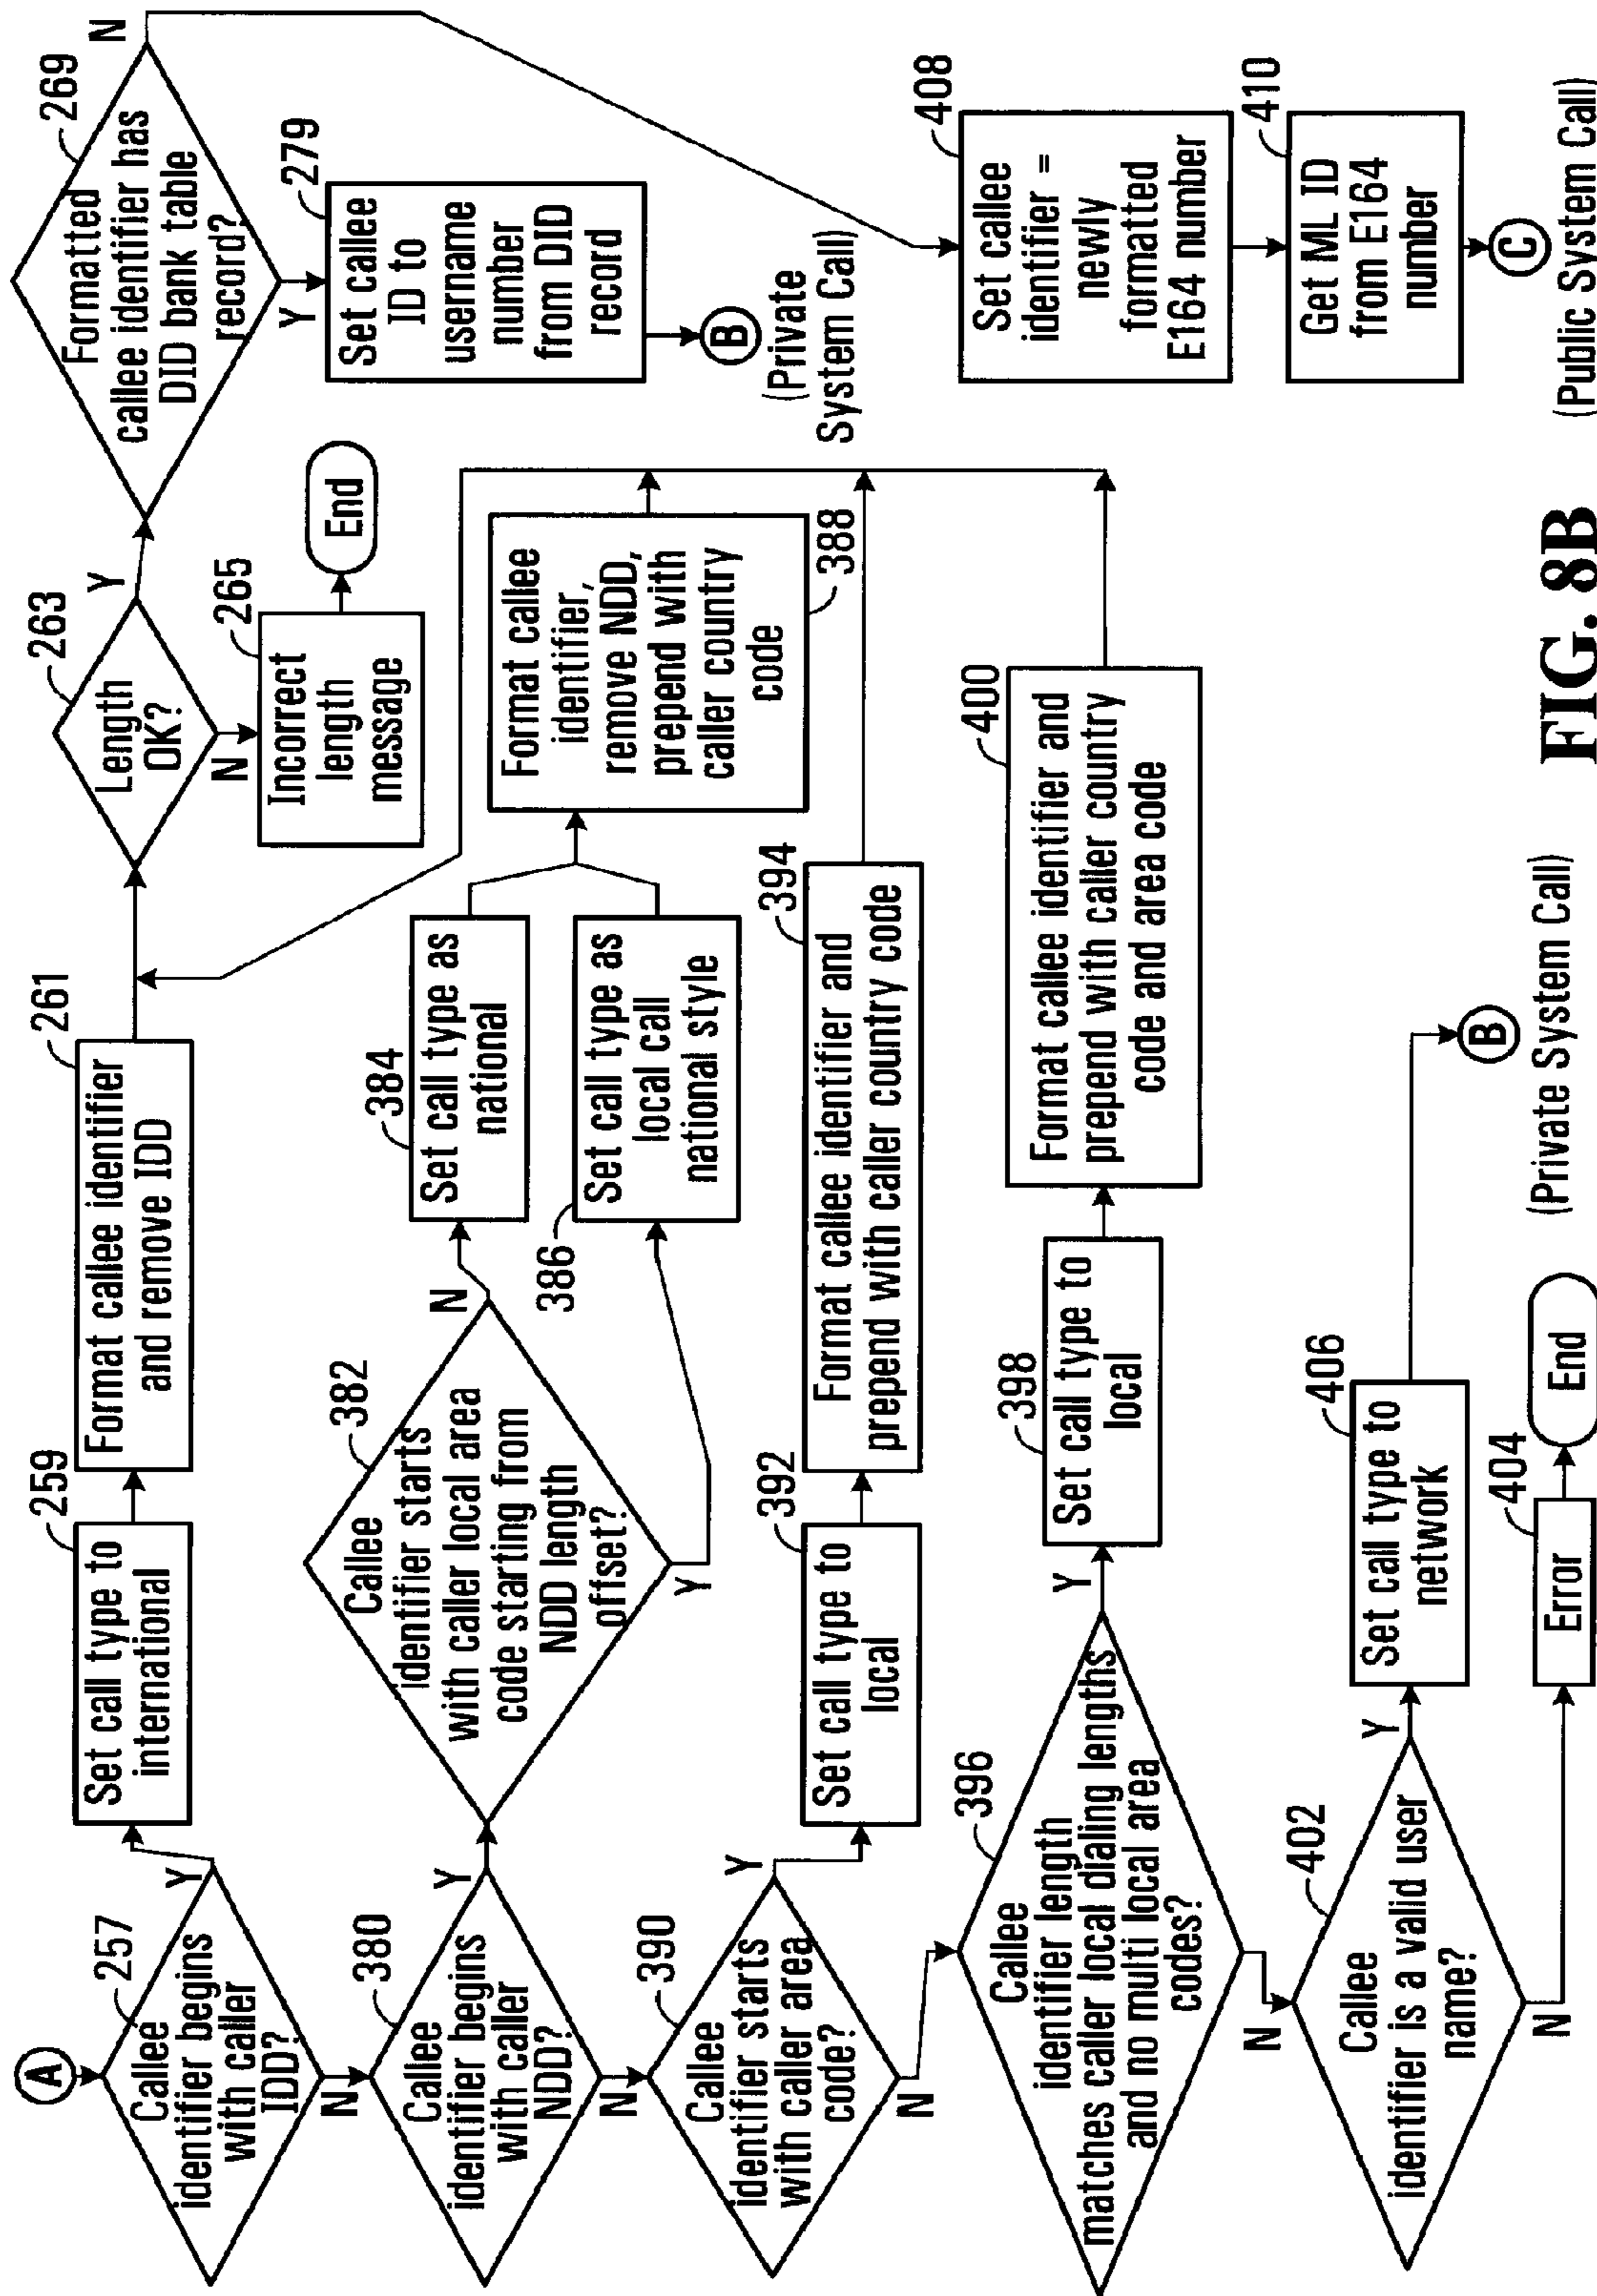 A
257
Callee
identifier begins
with caller
IDD?
Y
N
259
Set call type to
international
261
Format callee identifier
and remove IDD
263
Length
OK?
Y
N
265
Incorrect
length
message
End
269
Formatted
callee identifier has
DID bank table
record?
N
Y
279
Set callee
ID to
username
number
from DID
record
B
(Private
System Call)
380
Callee
identifier begins
with caller
NDD?
Y
N
382
Callee
identifier starts
with caller local area
code starting from
NDD length
offset?
N
Y
384
Set call type as
national
386
Set call type as
local call
national style
Format callee
identifier,
remove NDD,
prepend with
caller country
code
388
390
Callee
identifier starts
with caller area
code?
Y
N
392
Set call type to
local
394
Format callee identifier and
prepend with caller country code
396
Callee
identifier length
matches caller local dialing lengths
and no multi local area
codes?
Y
N
398
Set call type to
local
400
Format callee identifier and
prepend with caller country
code and area code
408
Set callee
identifier =
newly
formatted
E164 number
410
Get ML ID
from E164
number
C
(Public System Call)
402
Callee
identifier is a valid user
name?
Y
N
406
Set call type to
network
B
(Private System Call)
404
Error
End
FIG. 8B